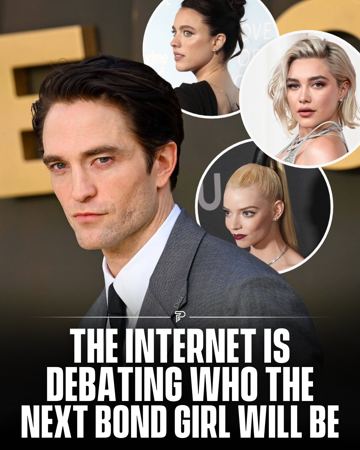 THE INTERNET IS
DEBATING WHO THE
NEXT BOND GIRL WILL BE